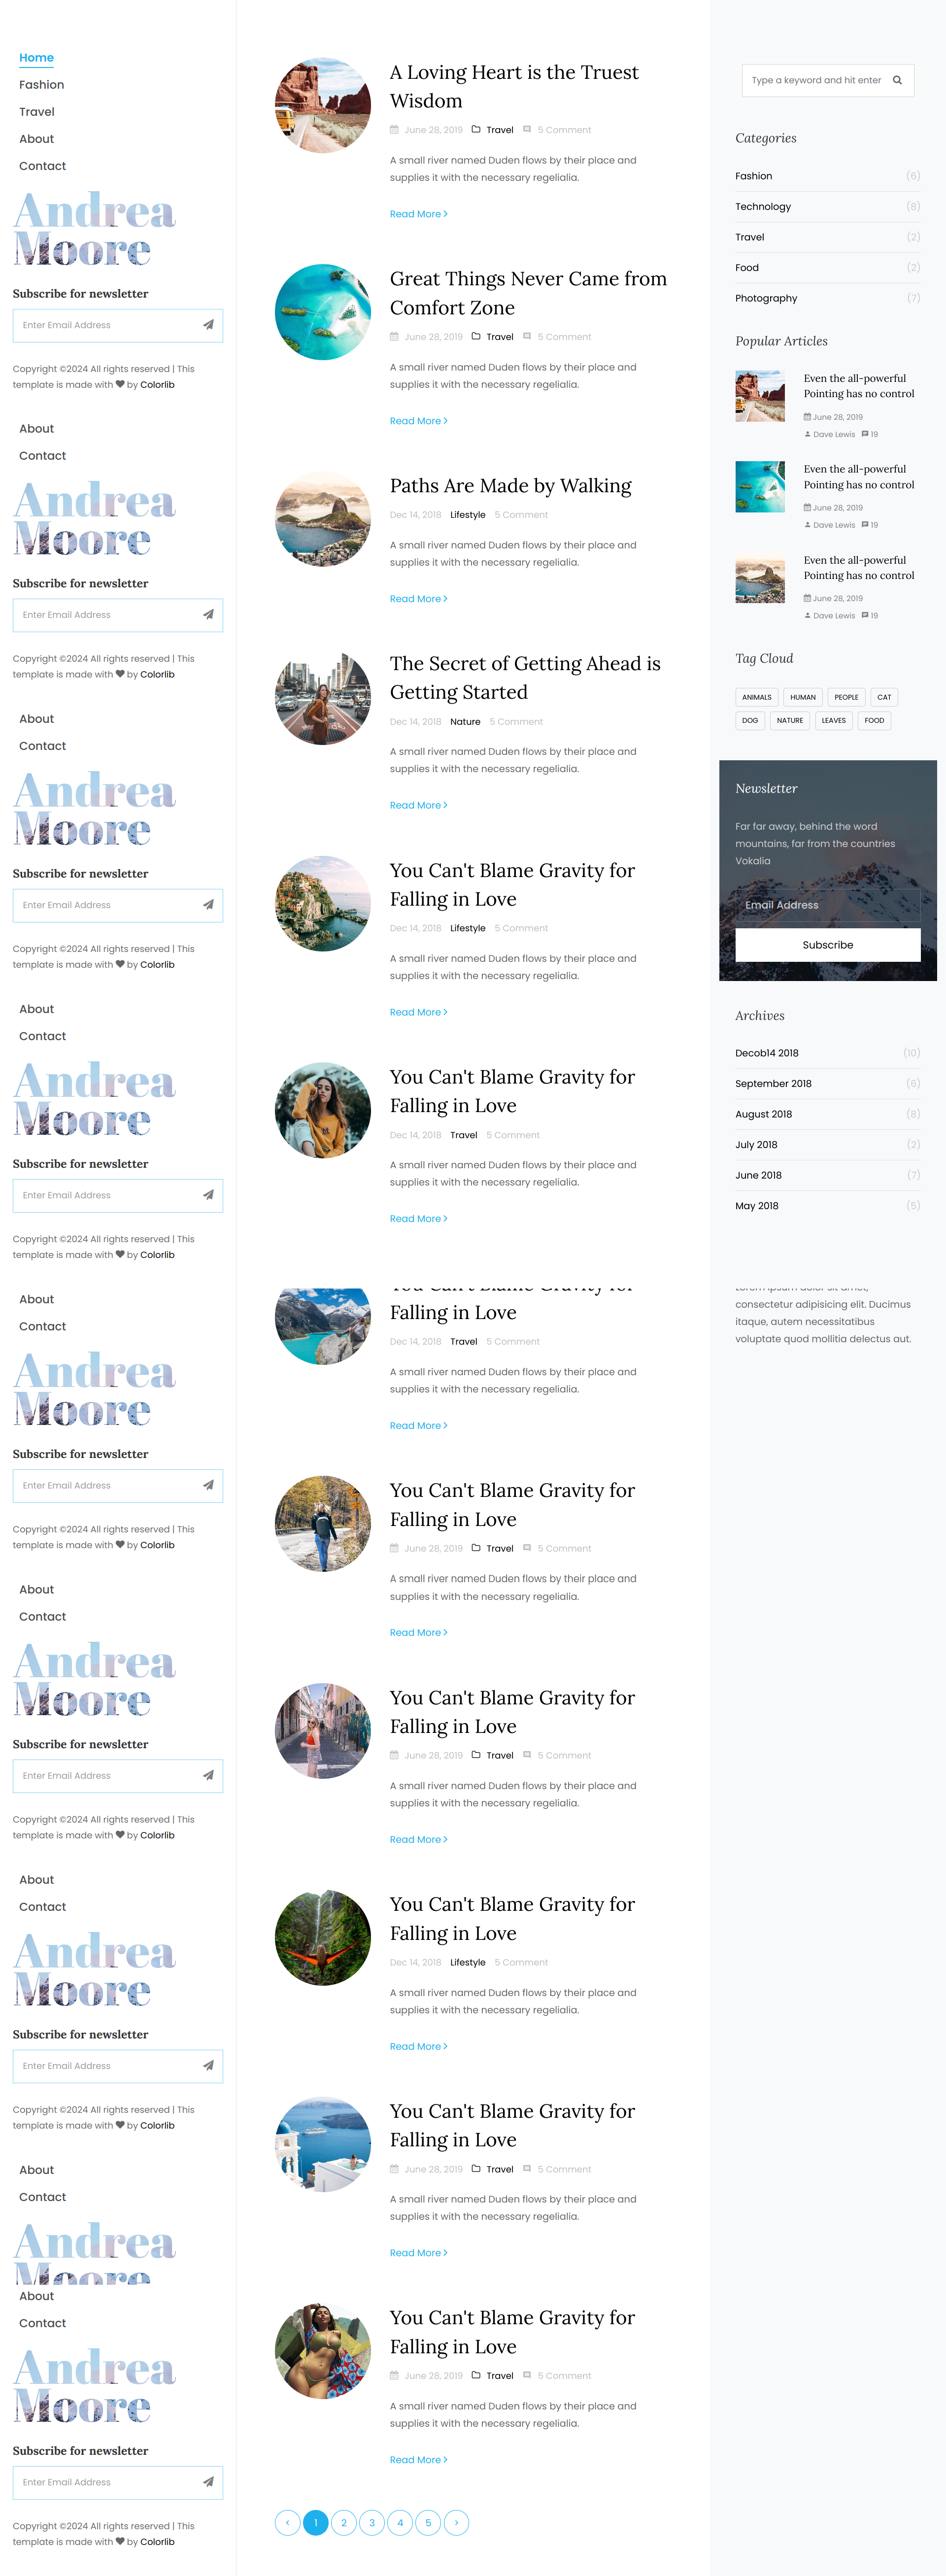 Home
Fashion
Travel
About
Contact
Andrea
Moore
Subscribe for newsletter
Enter Email Address
Copyright ©2024 All rights reserved | This
template is made with by Colorlib
About
Contact
Andrea
Moore
Subscribe for newsletter
Enter Email Address
Copyright ©2024 All rights reserved | This
template is made with by Colorlib
About
Contact
Andrea
Moore
Subscribe for newsletter
Enter Email Address
Copyright ©2024 All rights reserved | This
template is made with by Colorlib
About
Contact
Andrea
Moore
Subscribe for newsletter
Enter Email Address
Copyright ©2024 All rights reserved | This
template is made with by Colorlib
About
Contact
Andrea
Moore
Subscribe for newsletter
Enter Email Address
Copyright ©2024 All rights reserved | This
template is made with by Colorlib
About
Contact
Andrea
Moore
Subscribe for newsletter
Enter Email Address
Copyright ©2024 All rights reserved | This
template is made with by Colorlib
About
Contact
Andrea
Moore
Subscribe for newsletter
Enter Email Address
Copyright ©2024 All rights reserved | This
template is made with by Colorlib
About
Contact
Andrea
Moore
About
Contact
Andrea
Moore
Subscribe for newsletter
Enter Email Address
Copyright ©2024 All rights reserved | This
template is made with by Colorlib
A Loving Heart is the Truest
Wisdom
June 28, 2019 Travel 5 Comment
A small river named Duden flows by their place and
supplies it with the necessary regelialia.
Read More >
Great Things Never Came from
Comfort Zone
June 28, 2019 Travel 5 Comment
A small river named Duden flows by their place and
supplies it with the necessary regelialia.
Read More >
Paths Are Made by Walking
Dec 14, 2018 Lifestyle 5 Comment
A small river named Duden flows by their place and
supplies it with the necessary regelialia.
Read More >
The Secret of Getting Ahead is
Getting Started
Dec 14, 2018 Nature 5 Comment
A small river named Duden flows by their place and
supplies it with the necessary regelialia.
Read More >
You Can't Blame Gravity for
Falling in Love
Dec 14, 2018 Lifestyle 5 Comment
A small river named Duden flows by their place and
supplies it with the necessary regelialia.
Read More >
You Can't Blame Gravity for
Falling in Love
Dec 14, 2018 Travel 5 Comment
A small river named Duden flows by their place and
supplies it with the necessary regelialia.
Read More >
You Can't Blame Gravity for
Falling in Love
Dec 14, 2018 Travel 5 Comment
A small river named Duden flows by their place and
supplies it with the necessary regelialia.
Read More >
You Can't Blame Gravity for
Falling in Love
June 28, 2019 Travel 5 Comment
A small river named Duden flows by their place and
supplies it with the necessary regelialia.
Read More >
You Can't Blame Gravity for
Falling in Love
June 28, 2019 Travel 5 Comment
A small river named Duden flows by their place and
supplies it with the necessary regelialia.
Read More >
You Can't Blame Gravity for
Falling in Love
Dec 14, 2018 Lifestyle 5 Comment
A small river named Duden flows by their place and
supplies it with the necessary regelialia.
Read More >
You Can't Blame Gravity for
Falling in Love
June 28, 2019 Travel 5 Comment
A small river named Duden flows by their place and
supplies it with the necessary regelialia.
Read More >
You Can't Blame Gravity for
Falling in Love
June 28, 2019 Travel 5 Comment
A small river named Duden flows by their place and
supplies it with the necessary regelialia.
Read More >
< 1 2 3 4 5 >
Type a keyword and hit enter
Categories
Fashion (6)
Technology (8)
Travel (2)
Food (2)
Photography (7)
Popular Articles
Even the all-powerful
Pointing has no control
June 28, 2019
Dave Lewis 19
Even the all-powerful
Pointing has no control
June 28, 2019
Dave Lewis 19
Even the all-powerful
Pointing has no control
June 28, 2019
Dave Lewis 19
Tag Cloud
ANIMALS HUMAN PEOPLE CAT
DOG NATURE LEAVES FOOD
Newsletter
Far far away, behind the word
mountains, far from the countries
Vokalia
Email Address
Subscribe
Archives
Decob14 2018 (10)
September 2018 (6)
August 2018 (8)
July 2018 (2)
June 2018 (7)
May 2018 (5)
Lorem ipsum dolor sit amet,
consectetur adipisicing elit. Ducimus
itaque, autem necessitatibus
voluptate quod mollitia delectus aut.